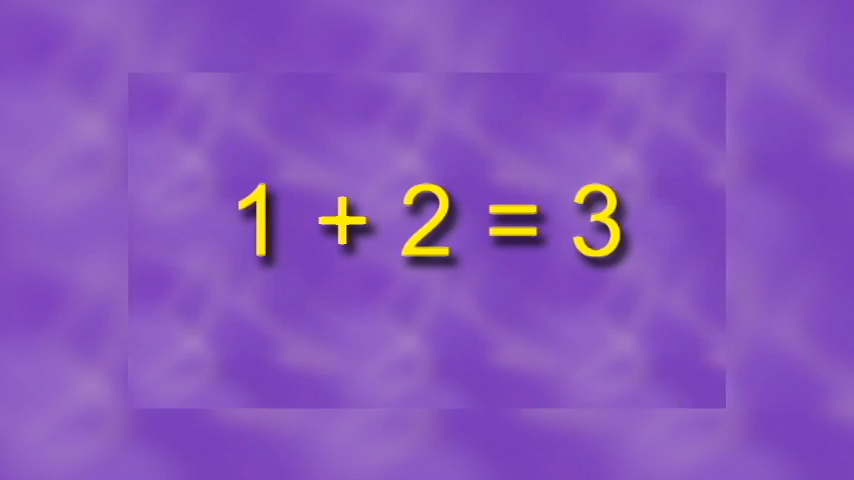 1 + 2 = 3